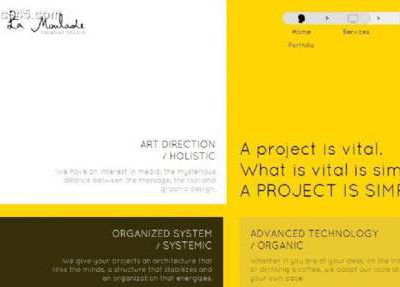 La Moulade
Home
Services
Portfolio
ART DIRECTION
/ HOLISTIC
We have an interest in media, the mysterious
alliance between the message, the tool and
graphic design.
A project is vital.
What is vital is sim
A PROJECT IS SIMP
ORGANIZED SYSTEM
/ SYSTEMIC
We give your projects an architecture that
links the minds, a structure that stabilizes and
an organization that energizes.
ADVANCED TECHNOLOGY
/ ORGANIC
Whether if you are at your desk, on the tra
or drinking a coffee, we adapt our tools at
your own pace.